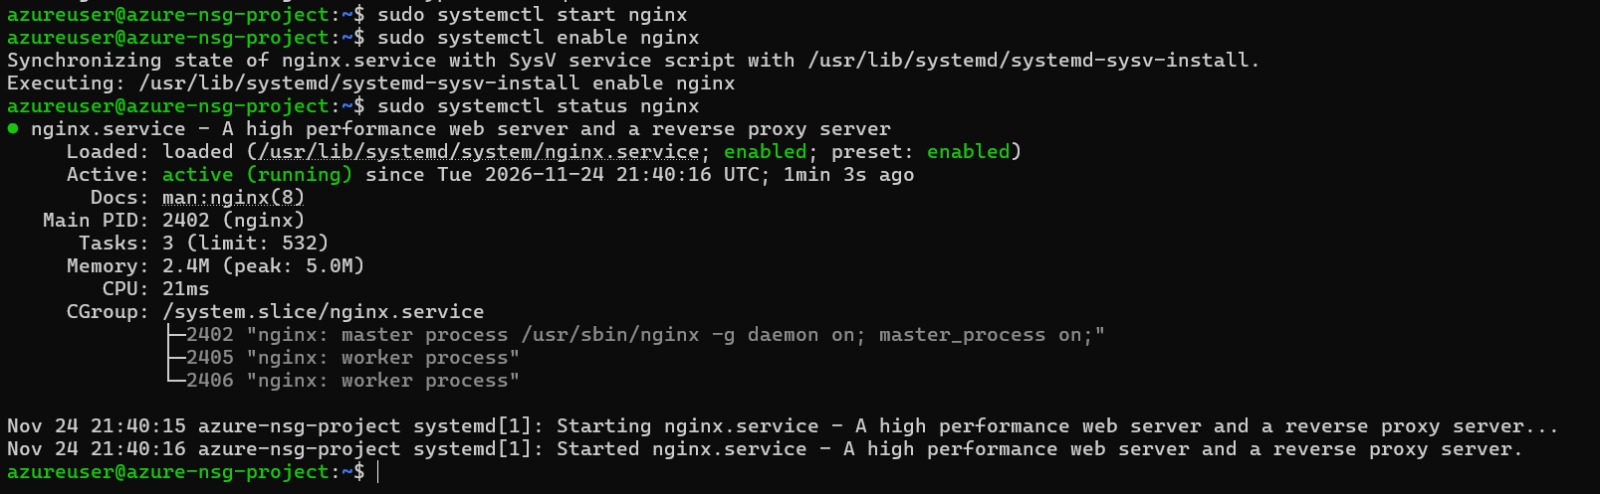 azureuser@azure-nsg-project:~$ sudo systemctl start nginx
azureuser@azure-nsg-project:~$ sudo systemctl enable nginx
Synchronizing state of nginx.service with SysV service script with /usr/lib/systemd/systemd-sysv-install.
Executing: /usr/lib/systemd/systemd-sysv-install enable nginx
azureuser@azure-nsg-project:~$ sudo systemctl status nginx
● nginx.service - A high performance web server and a reverse proxy server
     Loaded: loaded (/usr/lib/systemd/system/nginx.service; enabled; preset: enabled)
     Active: active (running) since Tue 2026-11-24 21:40:16 UTC; 1min 3s ago
       Docs: man:nginx(8)
   Main PID: 2402 (nginx)
      Tasks: 3 (limit: 532)
     Memory: 2.4M (peak: 5.0M)
        CPU: 21ms
     CGroup: /system.slice/nginx.service
             ├─2402 "nginx: master process /usr/sbin/nginx -g daemon on; master_process on;"
             ├─2405 "nginx: worker process"
             └─2406 "nginx: worker process"
Nov 24 21:40:15 azure-nsg-project systemd[1]: Starting nginx.service - A high performance web server and a reverse proxy server...
Nov 24 21:40:16 azure-nsg-project systemd[1]: Started nginx.service - A high performance web server and a reverse proxy server.
azureuser@azure-nsg-project:~$